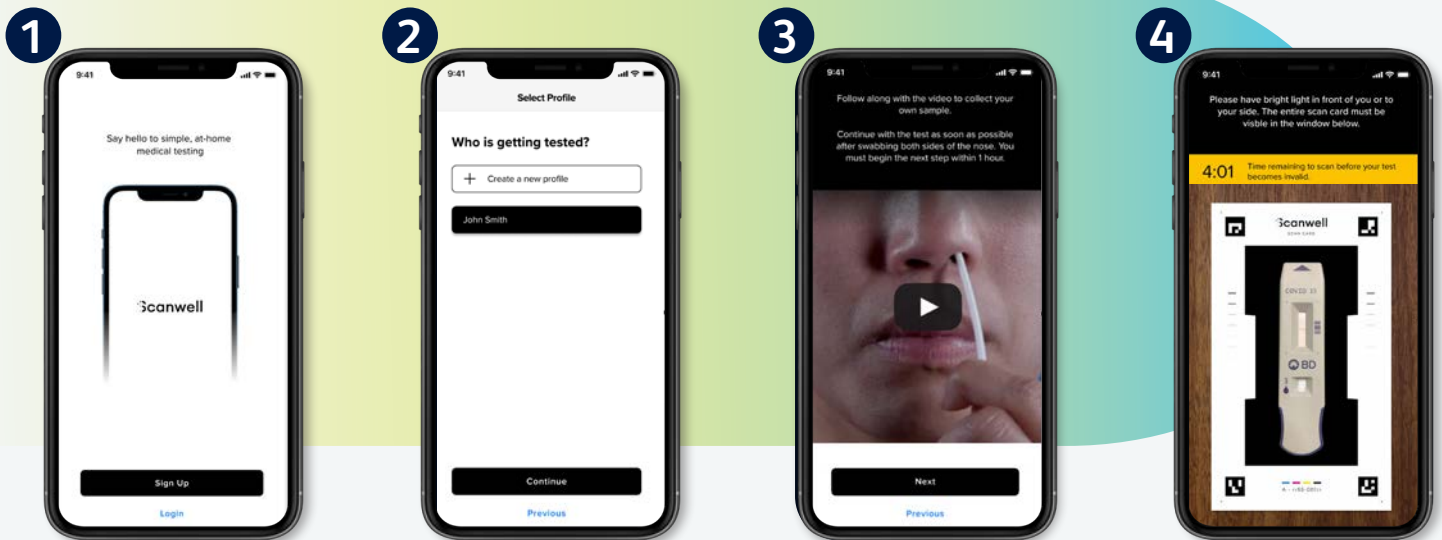 1
9:41
Say hello to simple, at-home
medical testing
Scanwell
Sign Up
Login
2
9:41
Select Profile
Who is getting tested?
+ Create a new profile
John Smith
Continue
Previous
3
9:41
Follow along with the video to collect your
own sample.
Continue with the test as soon as possible
after swabbing both sides of the nose. You
must begin the next step within 1 hour.
Next
Previous
4
9:41
Please have bright light in front of you or to
your side. The entire scan card must be
visble in the window below.
4:01
Time remaining to scan before your test
becomes invalid.
Scanwell
SCAN CARD
BD